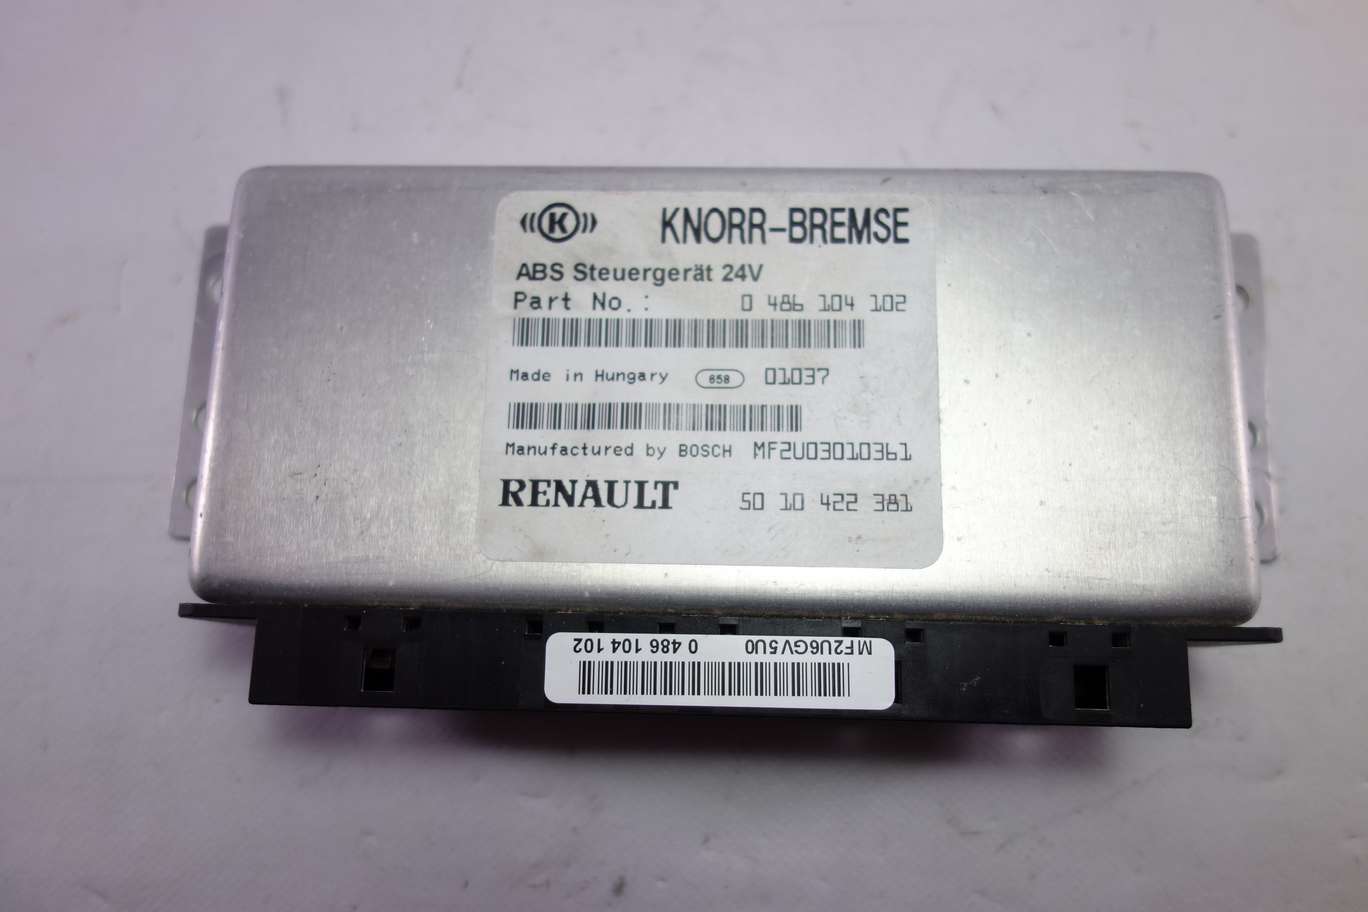 K KNORR-BREMSE
ABS Steuergerät 24V
Part No.: 0 486 104 102
Made in Hungary 658 01037
Manufactured by BOSCH MF2U03010361
RENAULT 50 10 422 381
MF2U6GV5U0 0 486 104 102